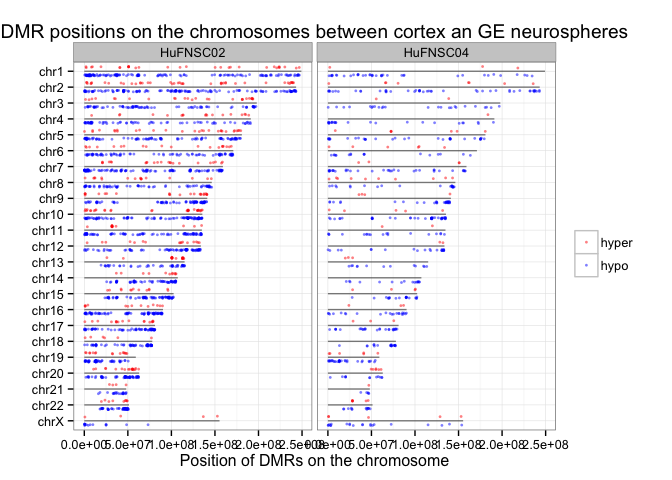 DMR positions on the chromosomes between cortex an GE neurospheres
HuFNSC02 HuFNSC04
chr1
chr2
chr3
chr4
chr5
chr6
chr7
chr8
chr9
chr10
chr11
chr12
chr13
chr14
chr15
chr16
chr17
chr18
chr19
chr20
chr21
chr22
chrX
hyper
hypo
0.0e+00 5.0e+07 1.0e+08 1.5e+08 2.0e+08 2.5e+08 0.0e+00 5.0e+07 1.0e+08 1.5e+08 2.0e+08 2.5e+08
Position of DMRs on the chromosome